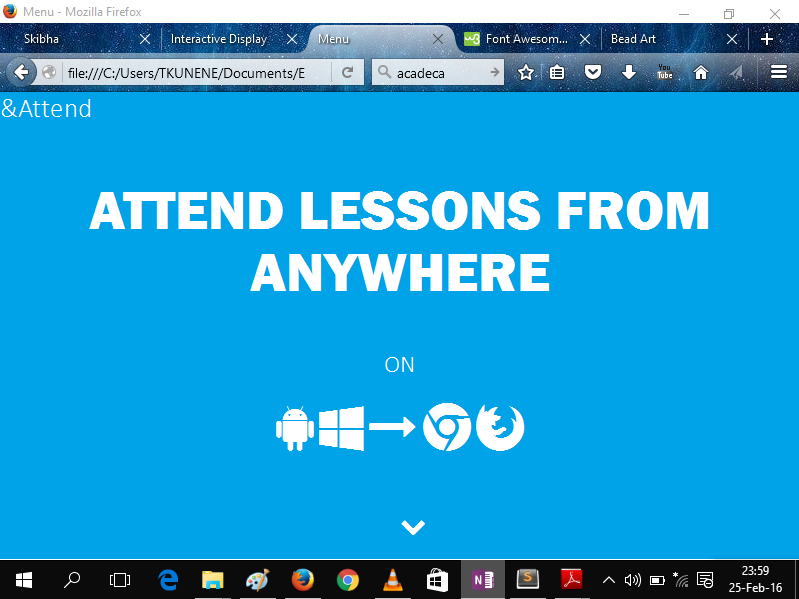 Menu - Mozilla Firefox
Skibha
Interactive Display
Menu
Font Awesom...
Bead Art
file:///C:/Users/TKUNENE/Documents/E
acadeca
You
Tube
&Attend
ATTEND LESSONS FROM
ANYWHERE
ON
23:59
25-Feb-16